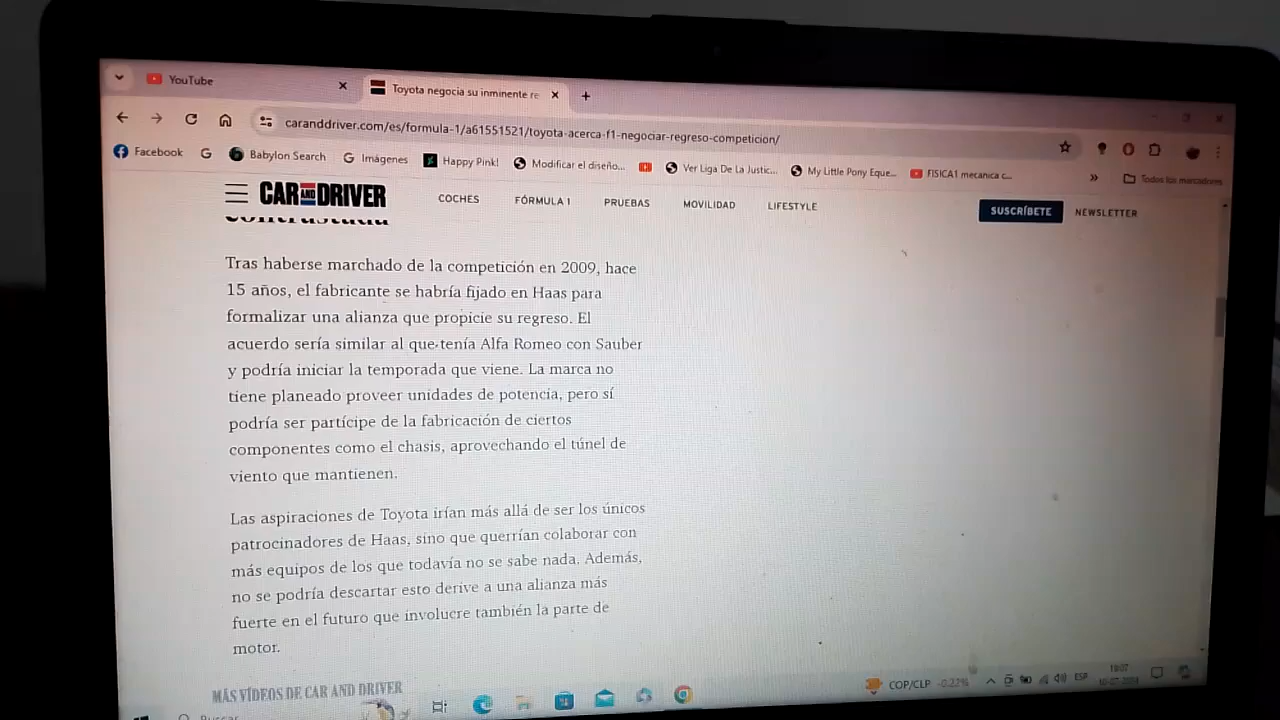 YouTube
Toyota negocia su inminente re
caranddriver.com/es/formula-1/a61551521/toyota-acerca-f1-negociar-regreso-competicion/
Facebook
Babylon Search
Imágenes
Happy Pink!
Modificar el diseño...
Ver Liga De La Justic...
My Little Pony Eque...
FISICA1 mecanica c...
Todos los marcadores
CAR AND DRIVER
COCHES
FÓRMULA 1
PRUEBAS
MOVILIDAD
LIFESTYLE
SUSCRÍBETE
NEWSLETTER
Tras haberse marchado de la competición en 2009, hace
15 años, el fabricante se habría fijado en Haas para
formalizar una alianza que propicie su regreso. El
acuerdo sería similar al que tenía Alfa Romeo con Sauber
y podría iniciar la temporada que viene. La marca no
tiene planeado proveer unidades de potencia, pero sí
podría ser partícipe de la fabricación de ciertos
componentes como el chasis, aprovechando el túnel de
viento que mantienen.
Las aspiraciones de Toyota irían más allá de ser los únicos
patrocinadores de Haas, sino que querrían colaborar con
más equipos de los que todavía no se sabe nada. Además,
no se podría descartar esto derive a una alianza más
fuerte en el futuro que involucre también la parte de
motor.
MÁS VÍDEOS DE CAR AND DRIVER
COP/CLP -0.22%
ESP